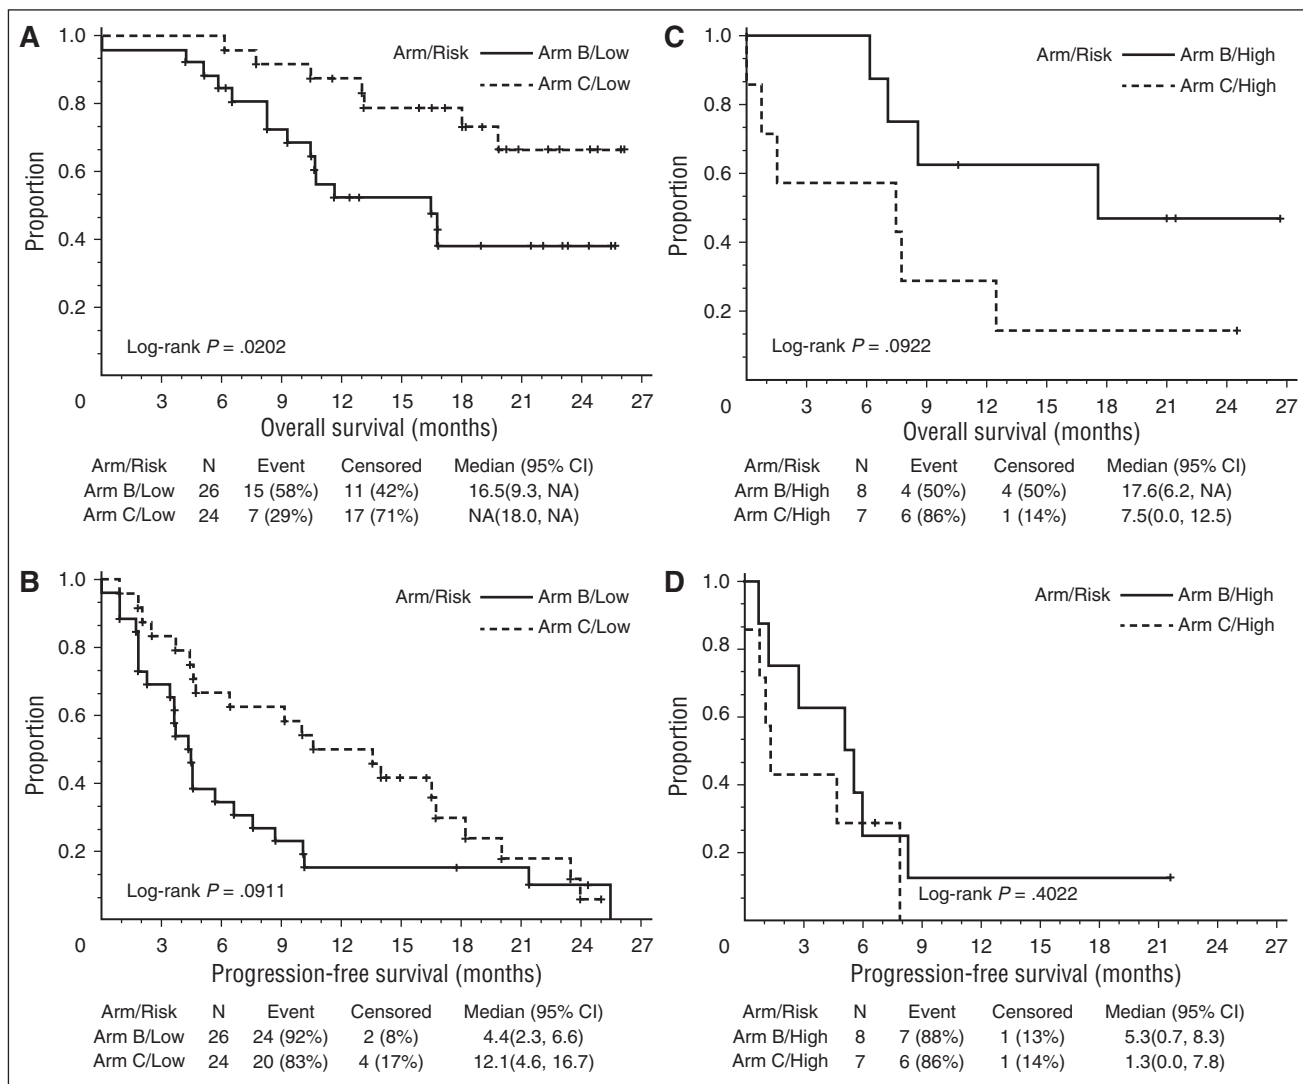 A
1.0
0.8
0.6
0.4
0.2
Proportion
Arm/Risk
Arm B/Low
Arm C/Low
Log-rank P = .0202
0 3 6 9 12 15 18 21 24 27
Overall survival (months)
Arm/Risk N Event Censored Median (95% CI)
Arm B/Low 26 15 (58%) 11 (42%) 16.5(9.3, NA)
Arm C/Low 24 7 (29%) 17 (71%) NA(18.0, NA)
C
1.0
0.8
0.6
0.4
0.2
Proportion
Arm/Risk
Arm B/High
Arm C/High
Log-rank P = .0922
0 3 6 9 12 15 18 21 24 27
Overall survival (months)
Arm/Risk N Event Censored Median (95% CI)
Arm B/High 8 4 (50%) 4 (50%) 17.6(6.2, NA)
Arm C/High 7 6 (86%) 1 (14%) 7.5(0.0, 12.5)
B
1.0
0.8
0.6
0.4
0.2
Proportion
Arm/Risk
Arm B/Low
Arm C/Low
Log-rank P = .0911
0 3 6 9 12 15 18 21 24 27
Progression-free survival (months)
Arm/Risk N Event Censored Median (95% CI)
Arm B/Low 26 24 (92%) 2 (8%) 4.4(2.3, 6.6)
Arm C/Low 24 20 (83%) 4 (17%) 12.1(4.6, 16.7)
D
1.0
0.8
0.6
0.4
0.2
Proportion
Arm/Risk
Arm B/High
Arm C/High
Log-rank P = .4022
0 3 6 9 12 15 18 21 24 27
Progression-free survival (months)
Arm/Risk N Event Censored Median (95% CI)
Arm B/High 8 7 (88%) 1 (13%) 5.3(0.7, 8.3)
Arm C/High 7 6 (86%) 1 (14%) 1.3(0.0, 7.8)